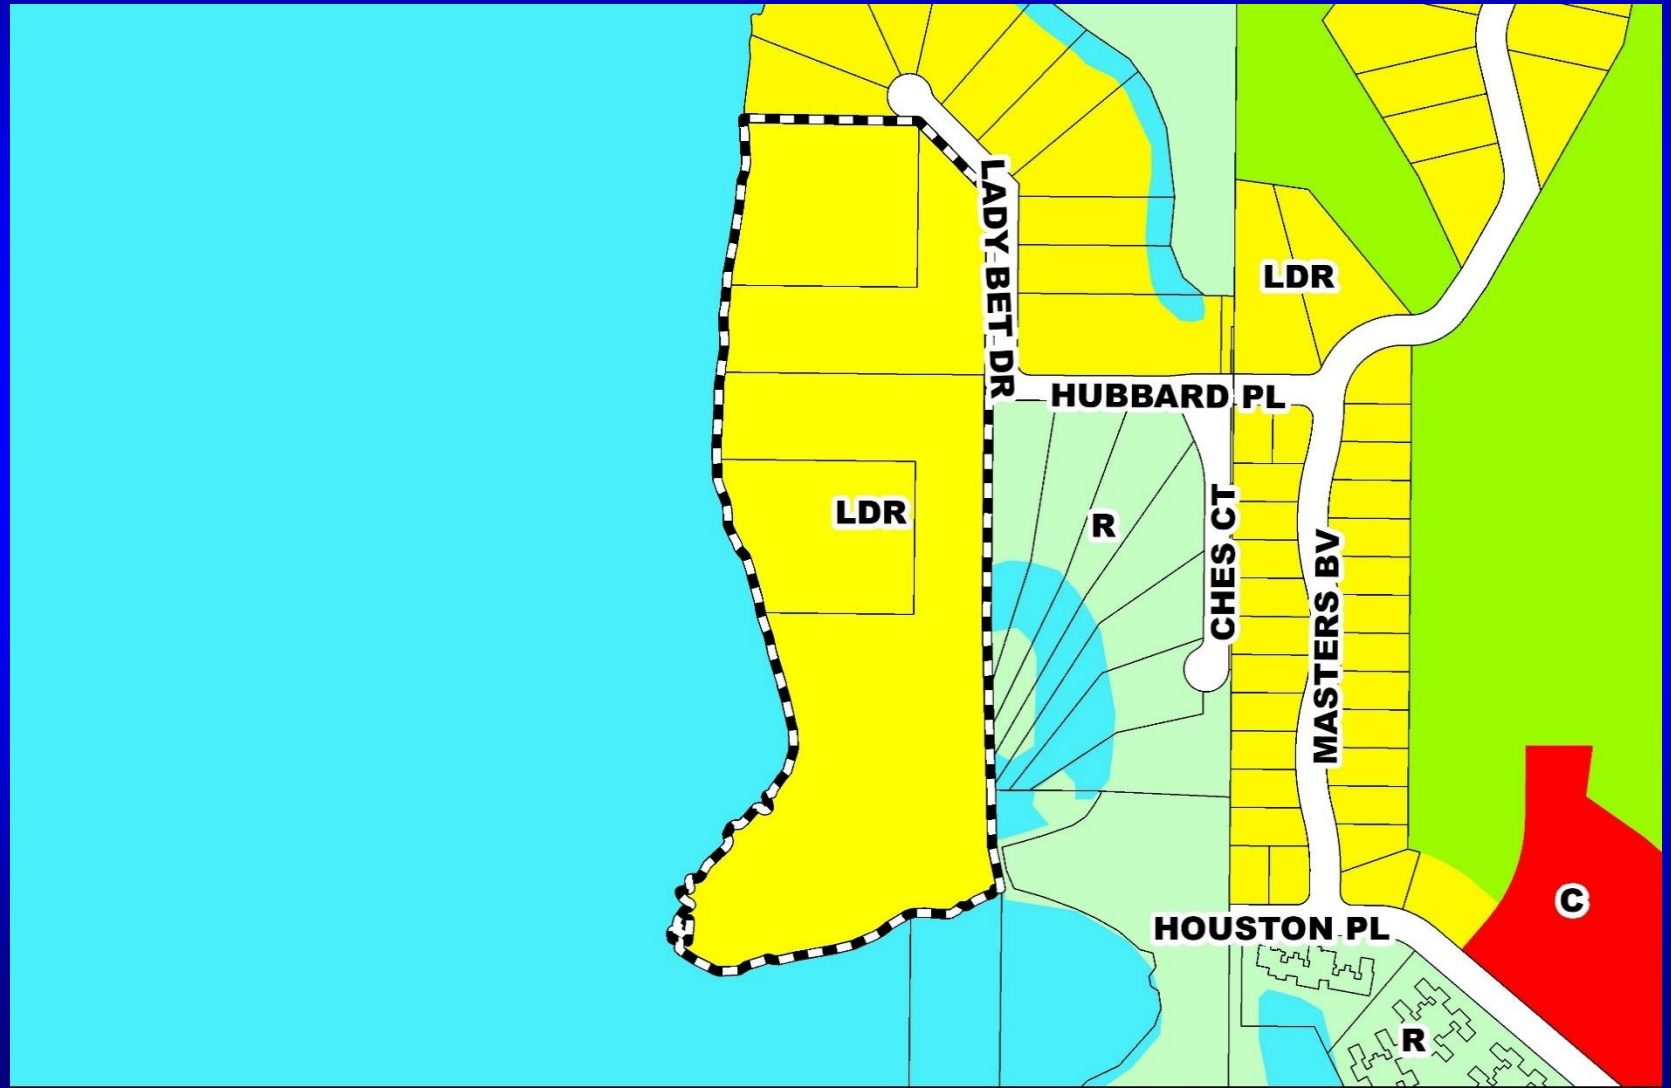 LADY BET DR
LDR
HUBBARD PL
LDR
R
CHES CT
MASTERS BV
C
HOUSTON PL
R